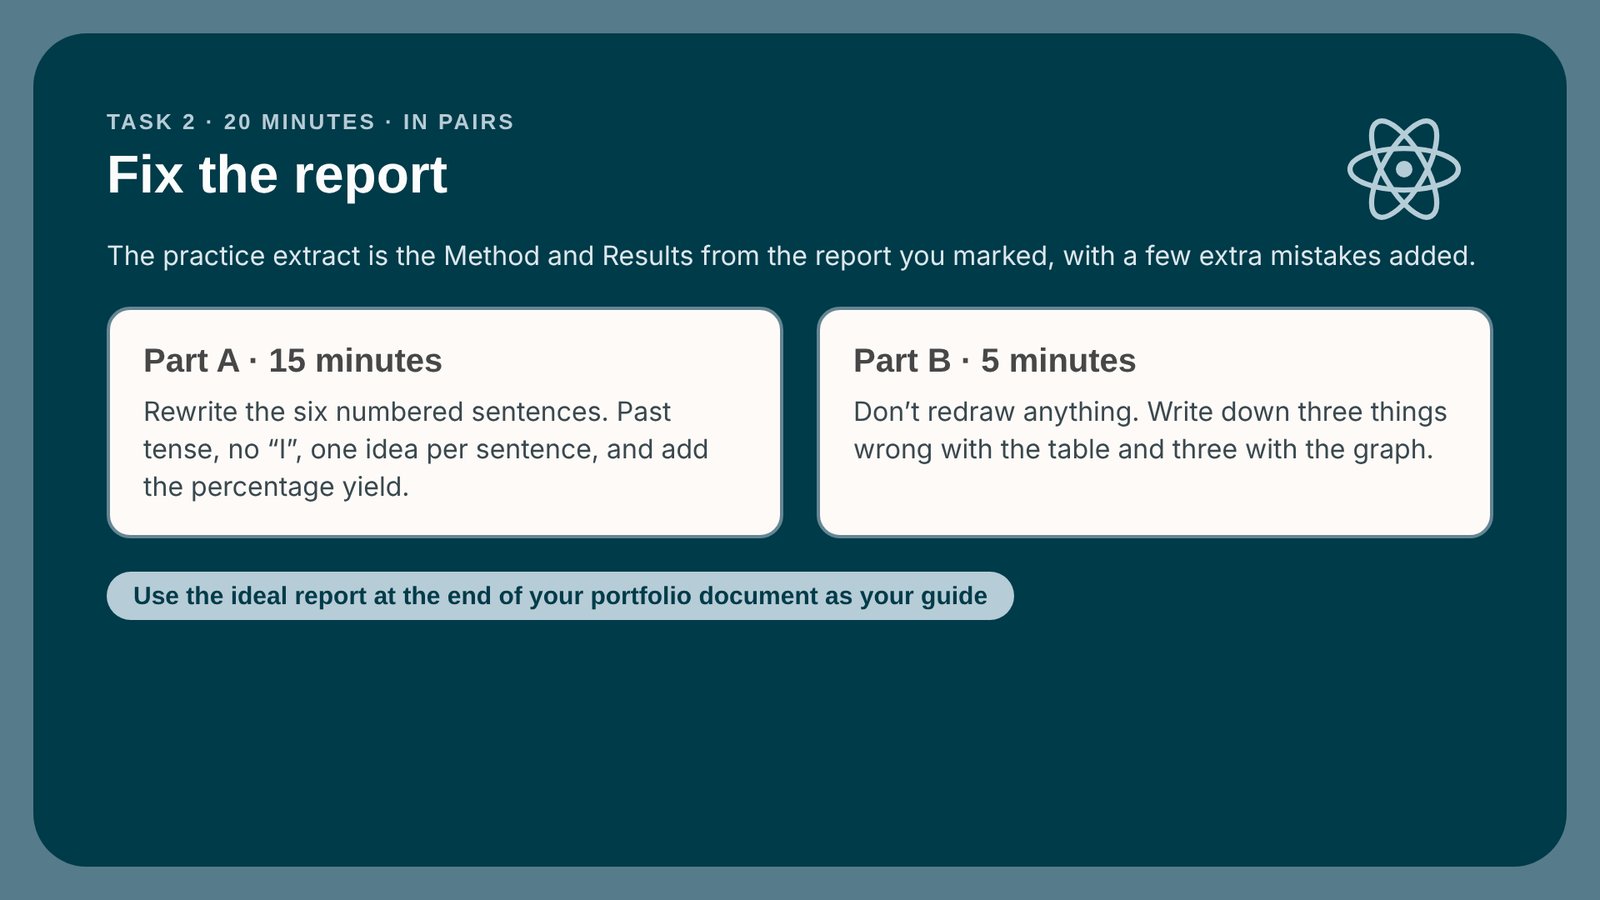 TASK 2 · 20 MINUTES · IN PAIRS
Fix the report
The practice extract is the Method and Results from the report you marked, with a few extra mistakes added.
Part A · 15 minutes
Rewrite the six numbered sentences. Past
tense, no “I”, one idea per sentence, and add
the percentage yield.
Part B · 5 minutes
Don’t redraw anything. Write down three things
wrong with the table and three with the graph.
Use the ideal report at the end of your portfolio document as your guide